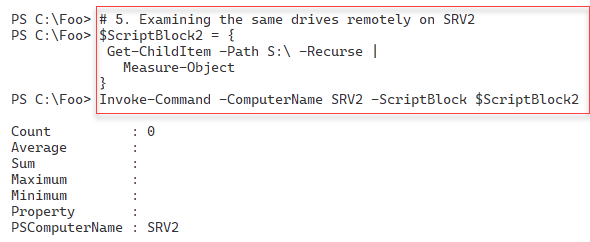 PS C:\Foo> # 5. Examining the same drives remotely on SRV2
PS C:\Foo> $ScriptBlock2 = {
 Get-ChildItem -Path S:\ -Recurse |
   Measure-Object
}
PS C:\Foo> Invoke-Command -ComputerName SRV2 -ScriptBlock $ScriptBlock2
Count          : 0
Average        :
Sum            :
Maximum        :
Minimum        :
Property       :
PSComputerName : SRV2